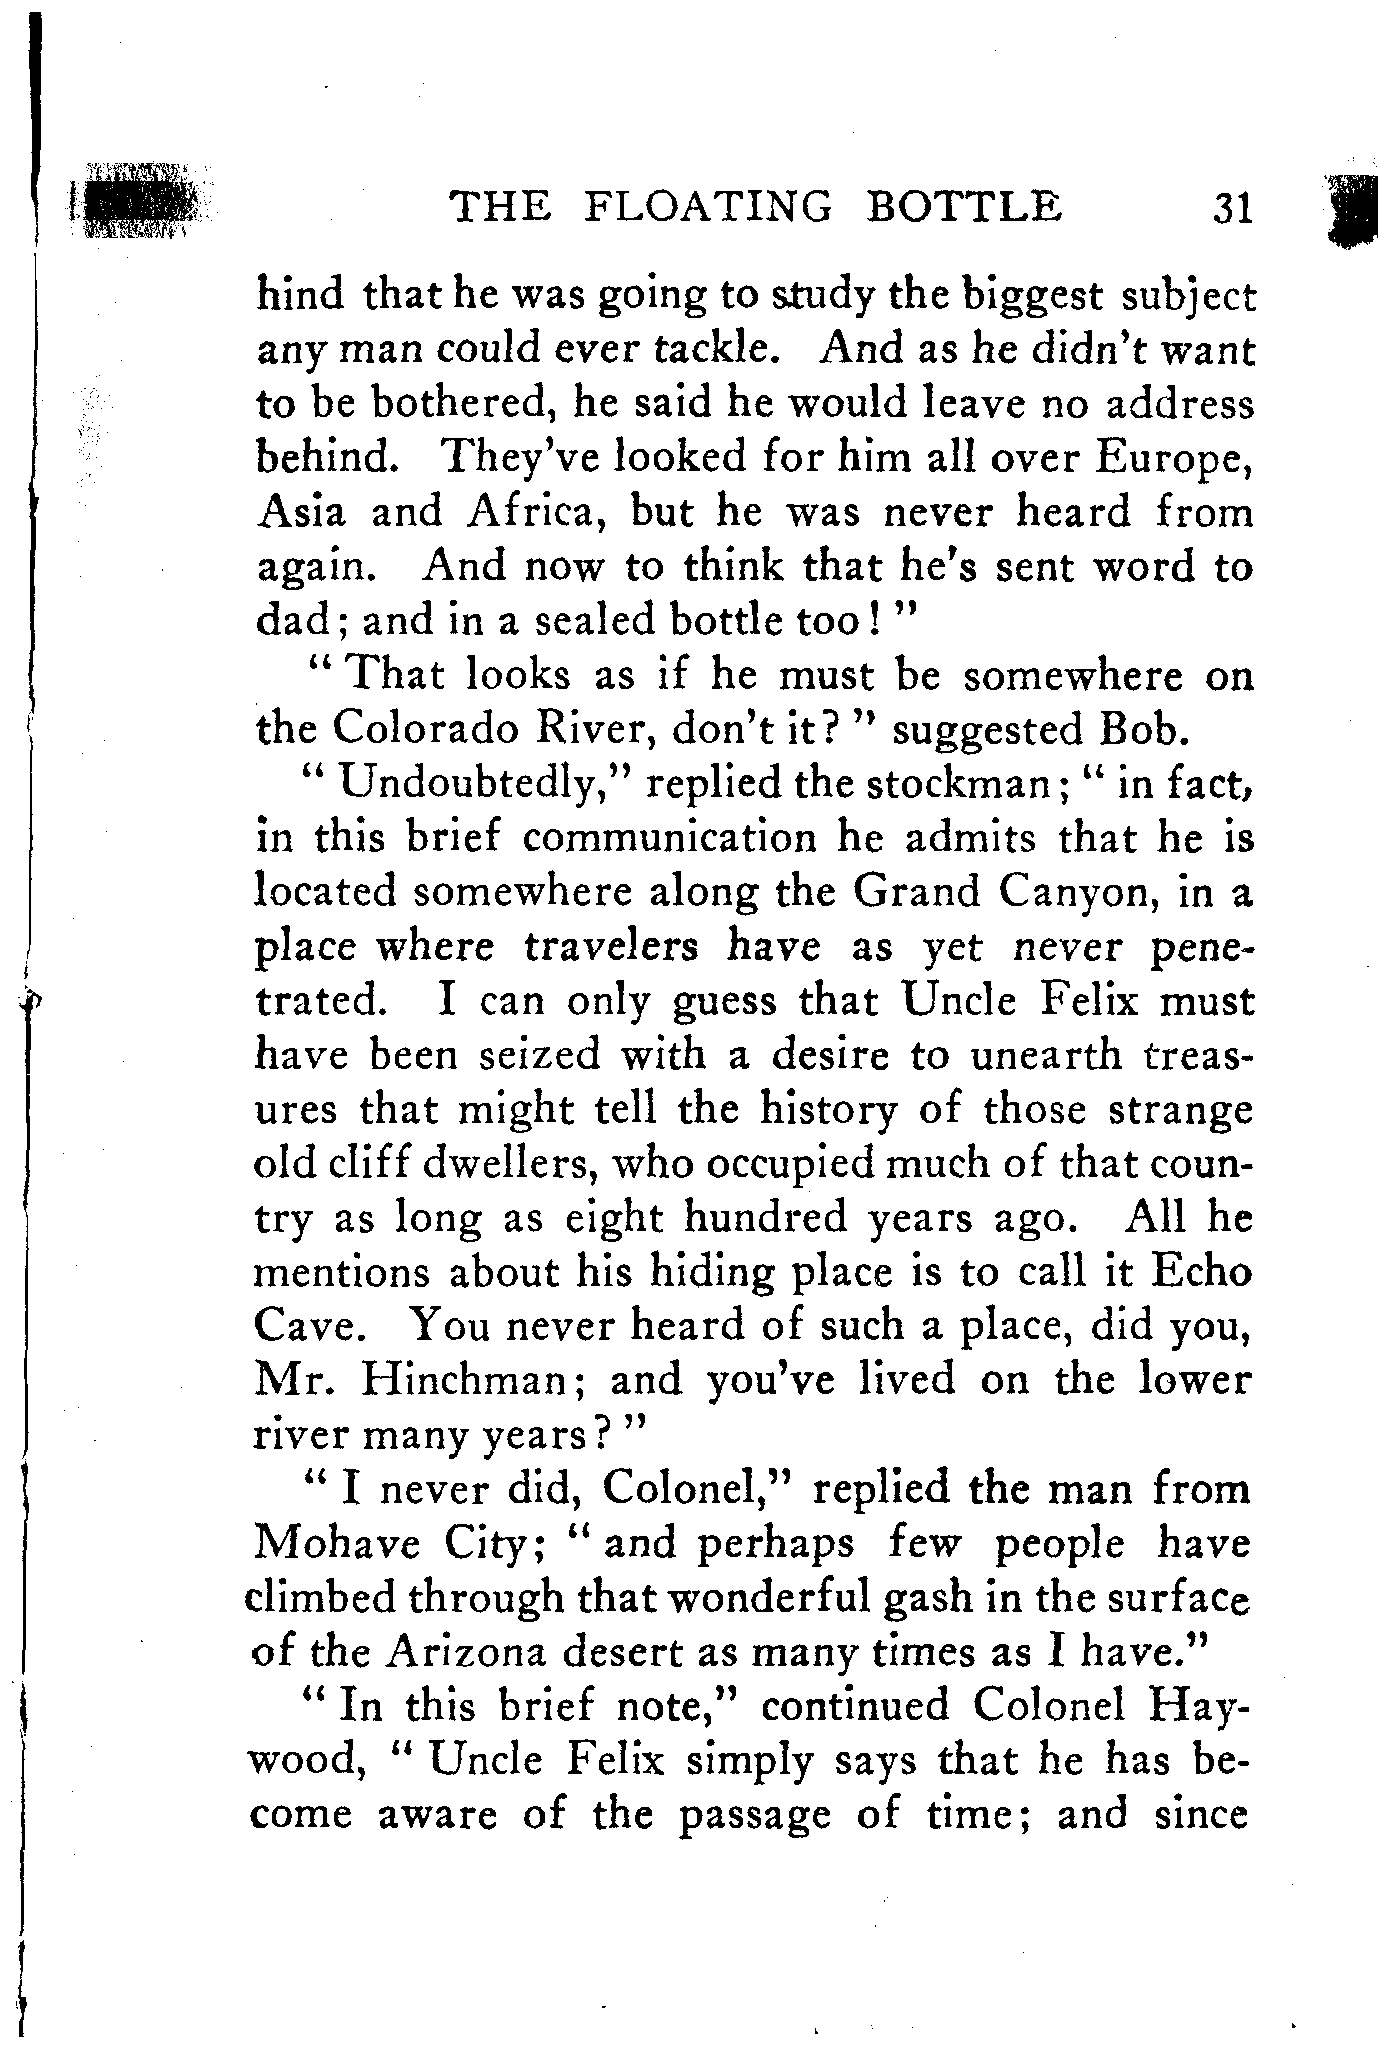 THE FLOATING BOTTLE 31
hind that he was going to study the biggest subject
any man could ever tackle. And as he didn't want
to be bothered, he said he would leave no address
behind. They've looked for him all over Europe,
Asia and Africa, but he was never heard from
again. And now to think that he's sent word to
dad; and in a sealed bottle too! "
" That looks as if he must be somewhere on
the Colorado River, don't it? " suggested Bob.
" Undoubtedly," replied the stockman; " in fact,
in this brief communication he admits that he is
located somewhere along the Grand Canyon, in a
place where travelers have as yet never pene-
trated. I can only guess that Uncle Felix must
have been seized with a desire to unearth treas-
ures that might tell the history of those strange
old cliff dwellers, who occupied much of that coun-
try as long as eight hundred years ago. All he
mentions about his hiding place is to call it Echo
Cave. You never heard of such a place, did you,
Mr. Hinchman; and you've lived on the lower
river many years? "
" I never did, Colonel," replied the man from
Mohave City; " and perhaps few people have
climbed through that wonderful gash in the surface
of the Arizona desert as many times as I have."
" In this brief note," continued Colonel Hay-
wood, " Uncle Felix simply says that he has be-
come aware of the passage of time; and since